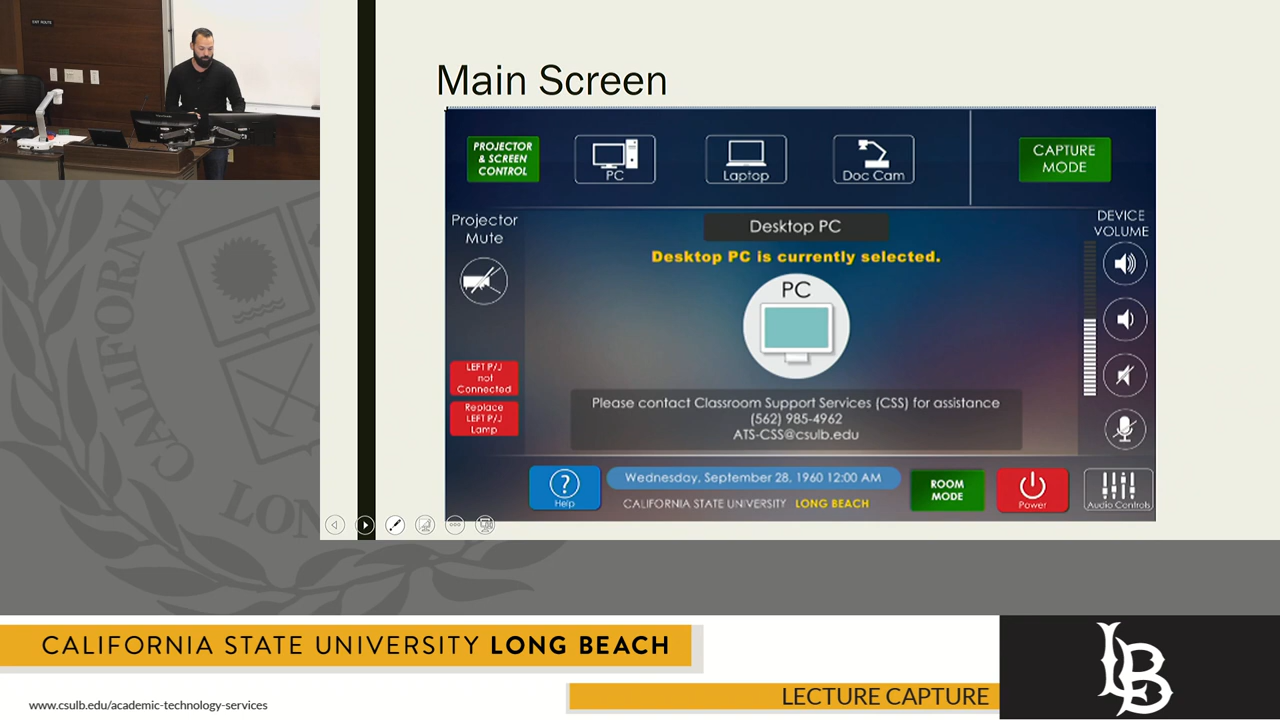 Main Screen
PROJECTOR
& SCREEN
CONTROL
PC
Laptop
Doc Cam
CAPTURE
MODE
Projector
Mute
Desktop PC
Desktop PC is currently selected.
PC
DEVICE
VOLUME
LEFT P/J
not
Connected
Replace
LEFT P/J
Lamp
Please contact Classroom Support Services (CSS) for assistance
(562) 985-4962
ATS-CSS@csulb.edu
Help
Wednesday, September 28, 1960 12:00 AM
CALIFORNIA STATE UNIVERSITY LONG BEACH
ROOM
MODE
Power
Audio Controls
CALIFORNIA
LON
CALIFORNIA STATE UNIVERSITY LONG BEACH
www.csulb.edu/academic-technology-services
LECTURE CAPTURE
LB